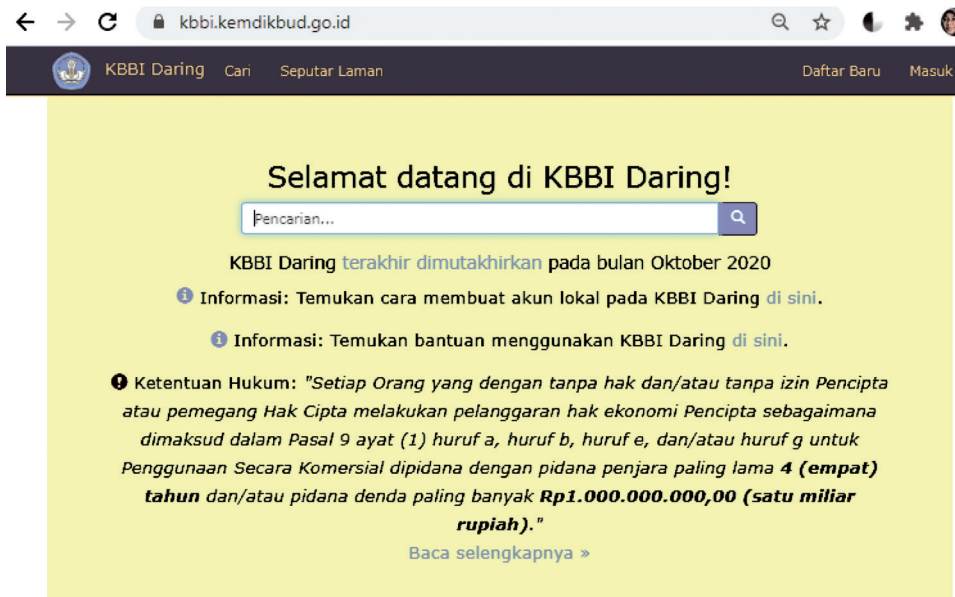 kbbi.kemdikbud.go.id
KBBI Daring Cari Seputar Laman Daftar Baru Masuk
Selamat datang di KBBI Daring!
Pencarian...
KBBI Daring terakhir dimutakhirkan pada bulan Oktober 2020
Informasi: Temukan cara membuat akun lokal pada KBBI Daring di sini.
Informasi: Temukan bantuan menggunakan KBBI Daring di sini.
Ketentuan Hukum: "Setiap Orang yang dengan tanpa hak dan/atau tanpa izin Pencipta
atau pemegang Hak Cipta melakukan pelanggaran hak ekonomi Pencipta sebagaimana
dimaksud dalam Pasal 9 ayat (1) huruf a, huruf b, huruf e, dan/atau huruf g untuk
Penggunaan Secara Komersial dipidana dengan pidana penjara paling lama 4 (empat)
tahun dan/atau pidana denda paling banyak Rp1.000.000.000,00 (satu miliar
rupiah)."
Baca selengkapnya »